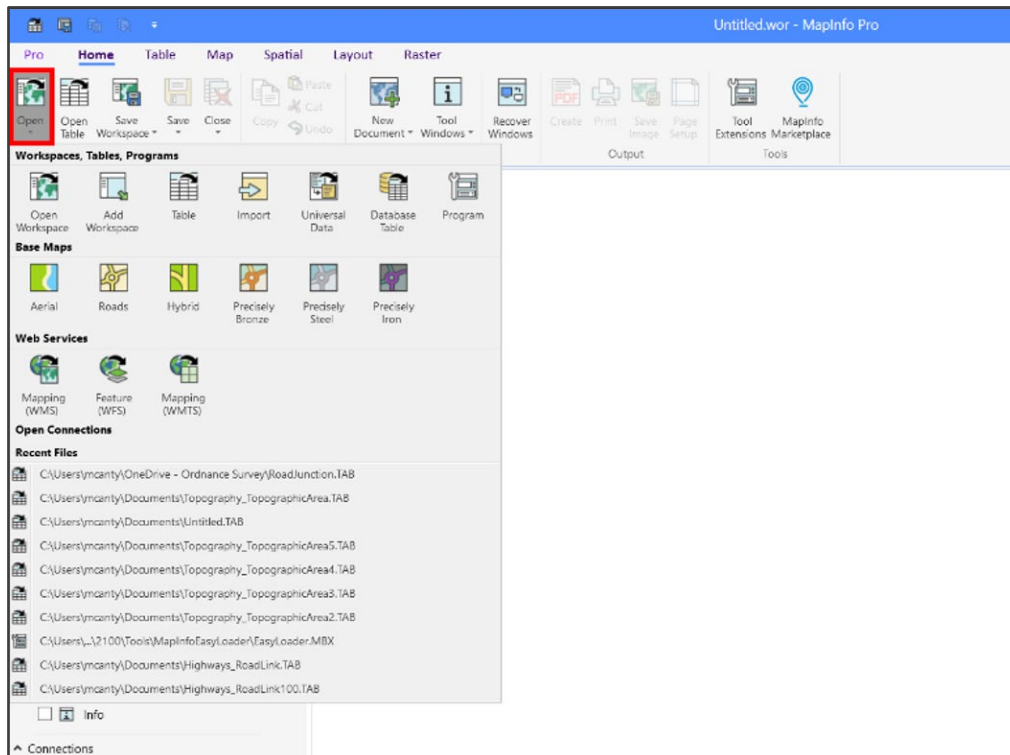 Untitled.wor - MapInfo Pro
Pro Home Table Map Spatial Layout Raster
Open Open Table Save Workspace Save Close Copy Paste Cut Undo New Document Tool Windows Recover Windows Create Print Save Image Page Setup Tool Extensions MapInfo Marketplace
PDF
Output Tools
Workspaces, Tables, Programs
Open Workspace Add Workspace Table Import Universal Data Database Table Program
Base Maps
Aerial Roads Hybrid Precisely Bronze Precisely Steel Precisely Iron
Web Services
Mapping (WMS) Feature (WFS) Mapping (WMTS)
Open Connections
Recent Files
C:\Users\mcanty\OneDrive - Ordnance Survey\RoadJunction.TAB
C:\Users\mcanty\Documents\Topography_TopographicArea.TAB
C:\Users\mcanty\Documents\Untitled.TAB
C:\Users\mcanty\Documents\Topography_TopographicArea5.TAB
C:\Users\mcanty\Documents\Topography_TopographicArea4.TAB
C:\Users\mcanty\Documents\Topography_TopographicArea3.TAB
C:\Users\mcanty\Documents\Topography_TopographicArea2.TAB
C:\Users\...\2100\Tools\MapInfoEasyLoader\EasyLoader.MBX
C:\Users\mcanty\Documents\Highways_RoadLink.TAB
C:\Users\mcanty\Documents\Highways_RoadLink100.TAB
Info
Connections